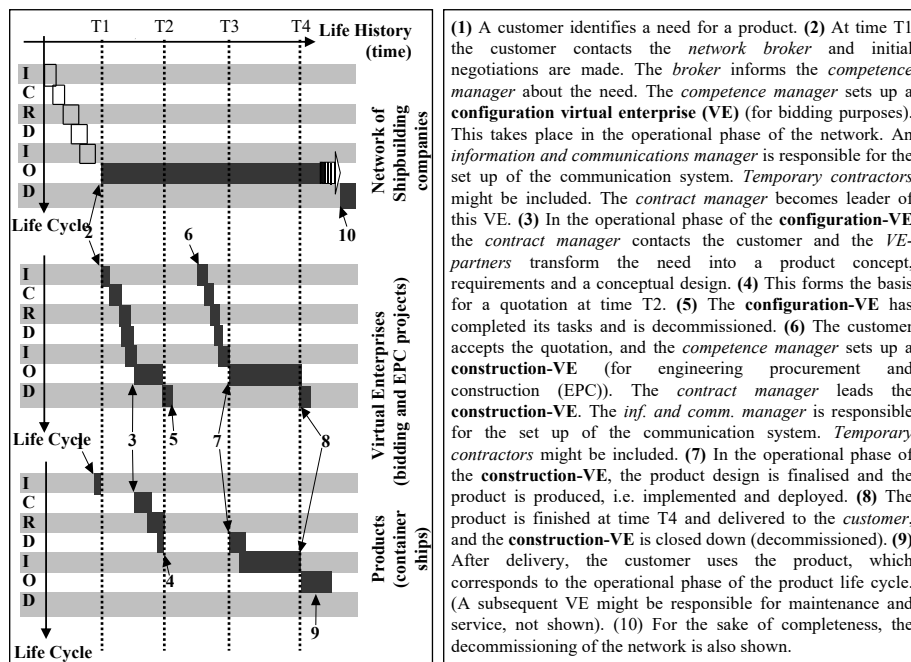 T1 T2 T3 T4 Life History
(time)
I
C
R
D
I
O
D
Life Cycle
Network of
Shipbuilding
companies
10
2
6
I
C
R
D
I
O
D
Life Cycle
Virtual Enterprises
(bidding and EPC projects)
1
3
5
7
8
I
C
R
D
I
O
D
Life Cycle
Products
(container
ships)
4
9
(1) A customer identifies a need for a product. (2) At time T1
the customer contacts the network broker and initial
negotiations are made. The broker informs the competence
manager about the need. The competence manager sets up a
configuration virtual enterprise (VE) (for bidding purposes).
This takes place in the operational phase of the network. An
information and communications manager is responsible for the
set up of the communication system. Temporary contractors
might be included. The contract manager becomes leader of
this VE. (3) In the operational phase of the configuration-VE
the contract manager contacts the customer and the VE-
partners transform the need into a product concept,
requirements and a conceptual design. (4) This forms the basis
for a quotation at time T2. (5) The configuration-VE has
completed its tasks and is decommissioned. (6) The customer
accepts the quotation, and the competence manager sets up a
construction-VE (for engineering procurement and
construction (EPC)). The contract manager leads the
construction-VE. The inf. and comm. manager is responsible
for the set up of the communication system. Temporary
contractors might be included. (7) In the operational phase of
the construction-VE, the product design is finalised and the
product is produced, i.e. implemented and deployed. (8) The
product is finished at time T4 and delivered to the customer,
and the construction-VE is closed down (decommissioned). (9)
After delivery, the customer uses the product, which
corresponds to the operational phase of the product life cycle.
(A subsequent VE might be responsible for maintenance and
service, not shown). (10) For the sake of completeness, the
decommissioning of the network is also shown.